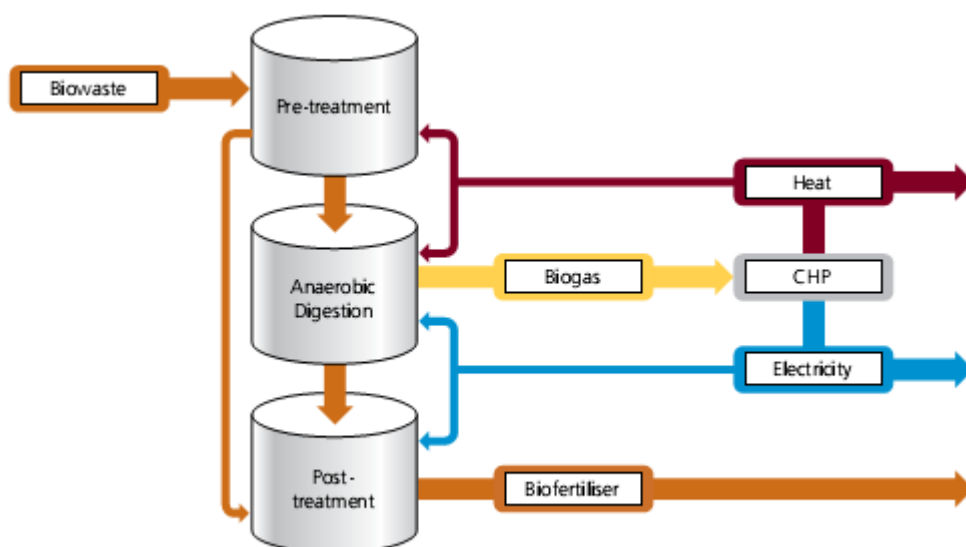 Biowaste
Pre-treatment
Heat
Anaerobic
Digestion
Biogas
CHP
Electricity
Post-
treatment
Biofertiliser